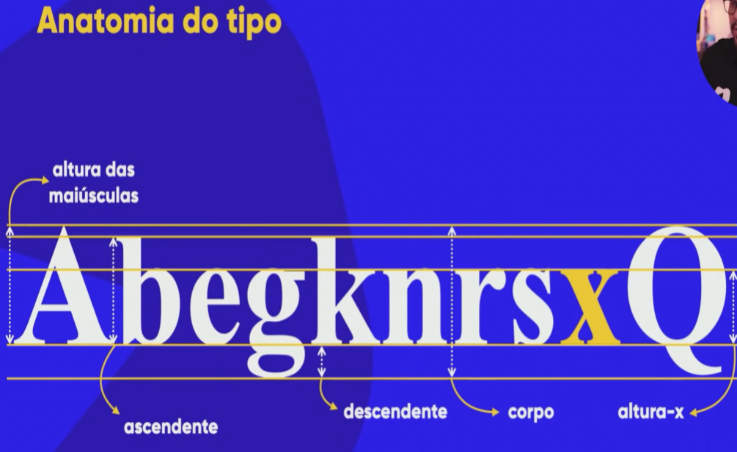 Anatomia do tipo
altura das
maiúsculas
AbegknrsxQ
ascendente
descendente
corpo
altura-x